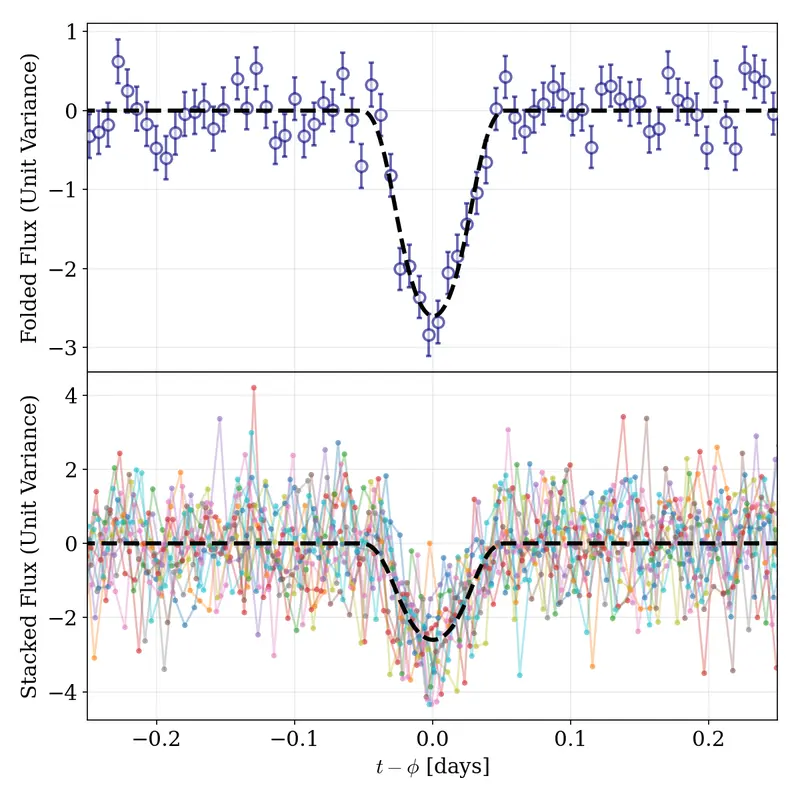 Folded Flux (Unit Variance)
1
0
−1
−2
−3
Stacked Flux (Unit Variance)
4
2
0
−2
−4
−0.2 −0.1 0.0 0.1 0.2
t − ϕ [days]